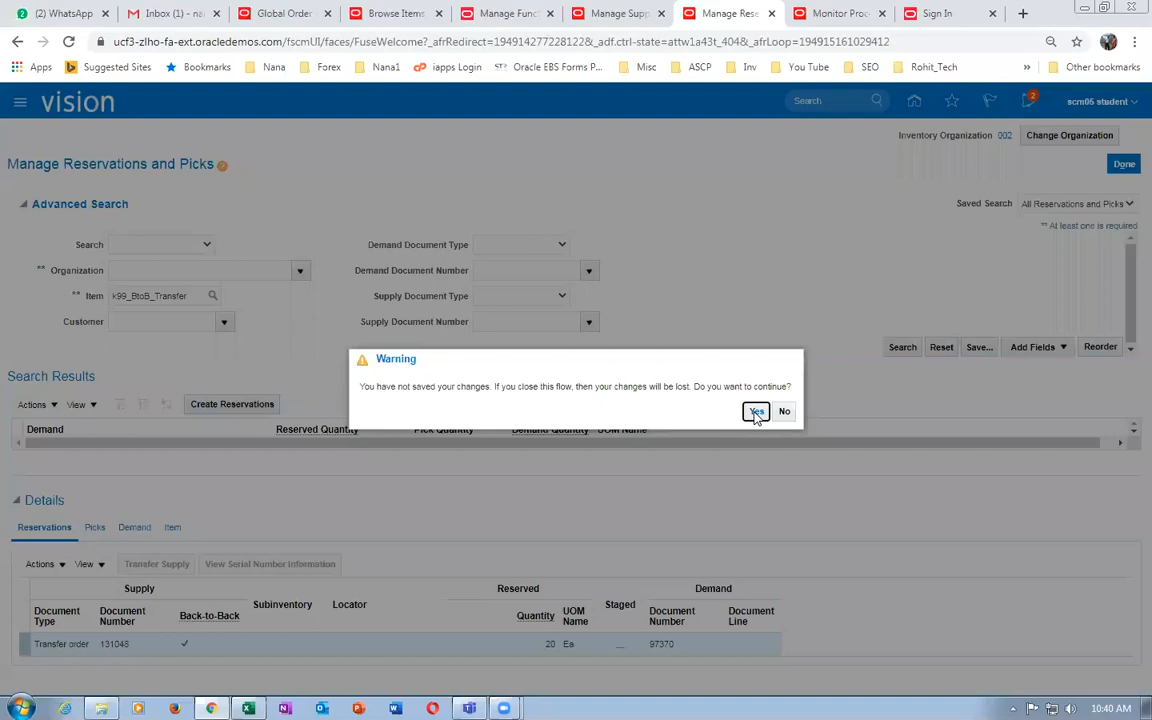 (2) WhatsApp
Inbox (1) - na
Global Order
Browse Items
Manage Func
Manage Supp
Manage Rese
Monitor Proc
Sign In
ucf3-zlho-fa-ext.oracledemos.com/fscmUI/faces/FuseWelcome?_afrRedirect=194914277228122&_adf.ctrl-state=attw1a43t_404&_afrLoop=194915161029412
Apps Suggested Sites Bookmarks Nana Forex Nana1 iapps Login Oracle EBS Forms P... Misc ASCP Inv You Tube SEO Rohit_Tech » Other bookmarks
vision Search 2 scm05 student
Inventory Organization 002 Change Organization
Manage Reservations and Picks
Done
Advanced Search
Saved Search All Reservations and Picks
** At least one is required
Search
Demand Document Type
** Organization
Demand Document Number
** Item k99_BtoB_Transfer
Supply Document Type
Customer
Supply Document Number
Search Reset Save... Add Fields Reorder
Warning
You have not saved your changes. If you close this flow, then your changes will be lost. Do you want to continue?
Yes No
Search Results
Actions View Create Reservations
Demand Reserved Quantity Pick Quantity Demand Quantity UOM Name
Details
Reservations Picks Demand Item
Actions View Transfer Supply View Serial Number Information
Supply Reserved Demand
Document Type Document Number Back-to-Back Subinventory Locator Quantity UOM Name Staged Document Number Document Line
Transfer order 131048 ✓ 20 Ea 97370
10:40 AM